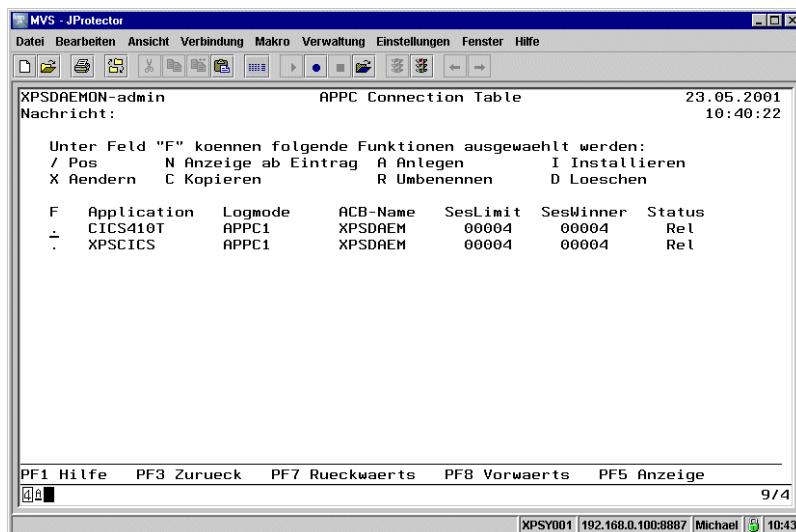 MVS - JProtector
Datei Bearbeiten Ansicht Verbindung Makro Verwaltung Einstellungen Fenster Hilfe
XPSDAEMON-admin APPC Connection Table 23.05.2001
Nachricht: 10:40:22
Unter Feld "F" koennen folgende Funktionen ausgewaehlt werden:
/ Pos N Anzeige ab Eintrag A Anlegen I Installieren
X Aendern C Kopieren R Umbenennen D Loeschen
F Application Logmode ACB-Name SesLimit SesWinner Status
. CICS410T APPC1 XPSDAEM 00004 00004 Rel
. XPSCICS APPC1 XPSDAEM 00004 00004 Rel
PF1 Hilfe PF3 Zurueck PF7 Rueckwaerts PF8 Vorwaerts PF5 Anzeige
4 A 9/4
XPSY001 192.168.0.100:8887 Michael 10:43